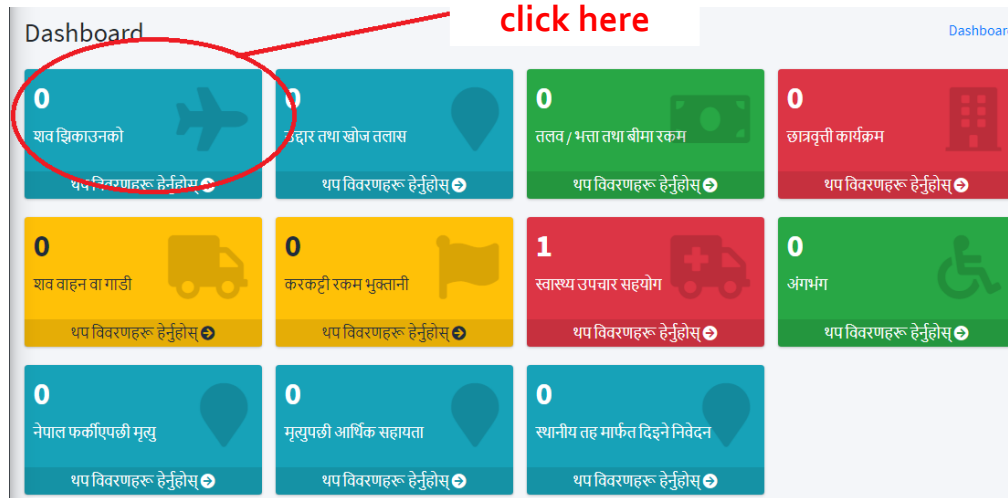 click here
Dashboard
Dashboard
0
शव झिकाउनको
थप विवरणहरू हेर्नुहोस्
0
उद्दार तथा खोज तलास
थप विवरणहरू हेर्नुहोस्
0
तलव / भत्ता तथा बीमा रकम
थप विवरणहरू हेर्नुहोस्
0
छात्रवृत्ती कार्यक्रम
थप विवरणहरू हेर्नुहोस्
0
शव वाहन वा गाडी
थप विवरणहरू हेर्नुहोस्
0
करकट्टी रकम भुक्तानी
थप विवरणहरू हेर्नुहोस्
1
स्वास्थ्य उपचार सहयोग
थप विवरणहरू हेर्नुहोस्
0
अंगभंग
थप विवरणहरू हेर्नुहोस्
0
नेपाल फर्कीएपछी मृत्यु
थप विवरणहरू हेर्नुहोस्
0
मृत्युपछी आर्थिक सहायता
थप विवरणहरू हेर्नुहोस्
0
स्थानीय तह मार्फत दिइने निवेदन
थप विवरणहरू हेर्नुहोस्